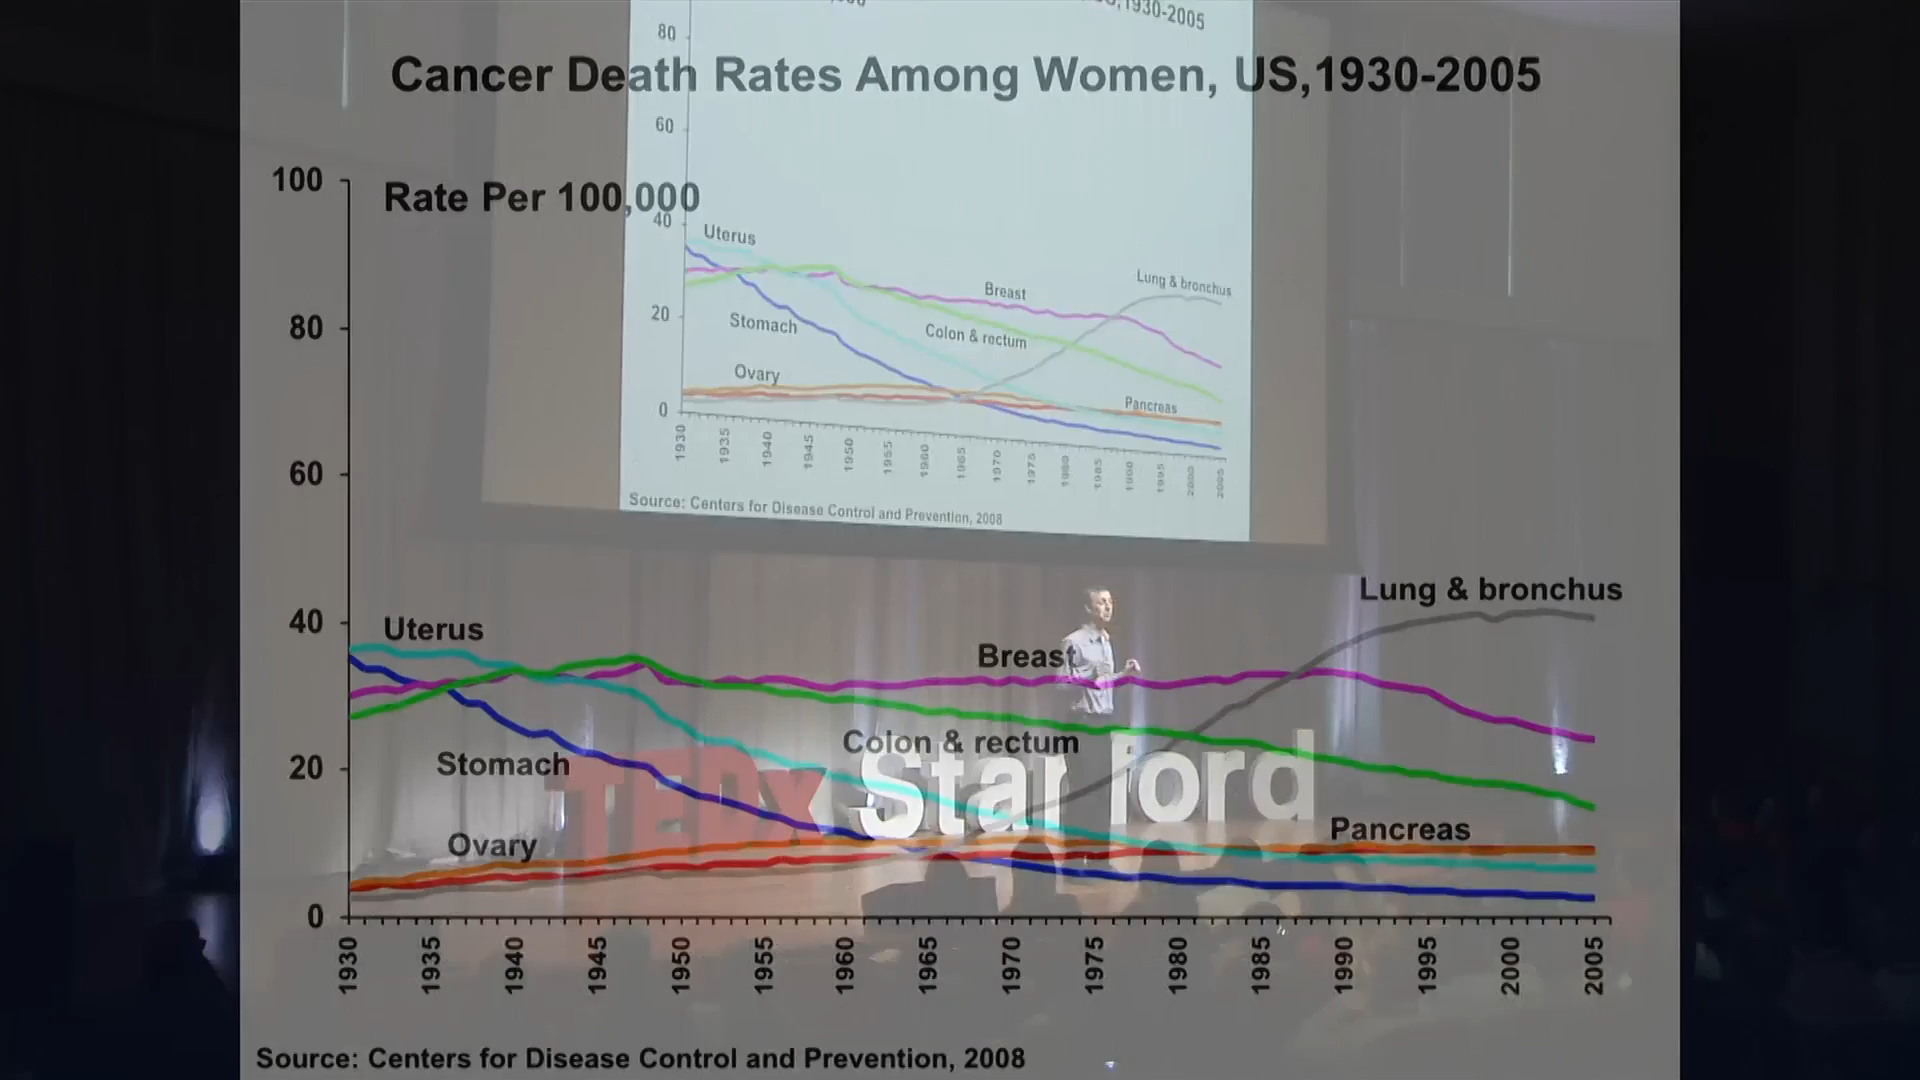 ,1930-2005
80
Cancer Death Rates Among Women, US,1930-2005
60
100
Rate Per 100,000
40
Uterus
Lung & bronchus
Breast
20
Stomach
Colon & rectum
80
Ovary
Pancreas
0
1930 1935 1940 1945 1950 1955 1960 1965 1970 1975 1980 1985 1990 1995 2000 2005
60
Source: Centers for Disease Control and Prevention, 2008
Lung & bronchus
40
Uterus
Breast
Colon & rectum
Stomach
20
TEDx Stanford
Pancreas
Ovary
0
1930 1935 1940 1945 1950 1955 1960 1965 1970 1975 1980 1985 1990 1995 2000 2005
Source: Centers for Disease Control and Prevention, 2008